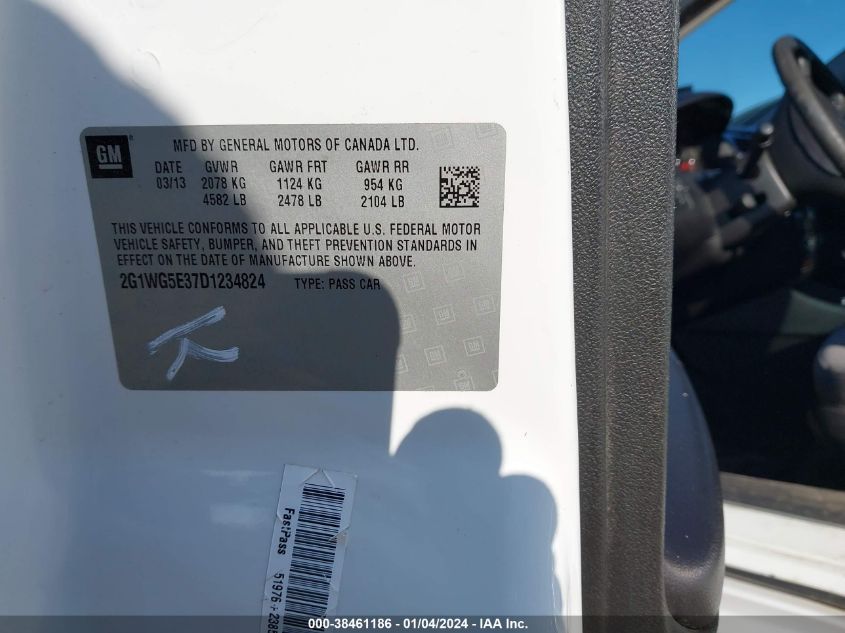 GM
MFD BY GENERAL MOTORS OF CANADA LTD.
DATE GVWR GAWR FRT GAWR RR
03/13 2078 KG 1124 KG 954 KG
4582 LB 2478 LB 2104 LB
THIS VEHICLE CONFORMS TO ALL APPLICABLE U.S. FEDERAL MOTOR
VEHICLE SAFETY, BUMPER, AND THEFT PREVENTION STANDARDS IN
EFFECT ON THE DATE OF MANUFACTURE SHOWN ABOVE.
2G1WG5E37D1234824 TYPE: PASS CAR
FastPass
000-38461186 - 01/04/2024 - IAA Inc.